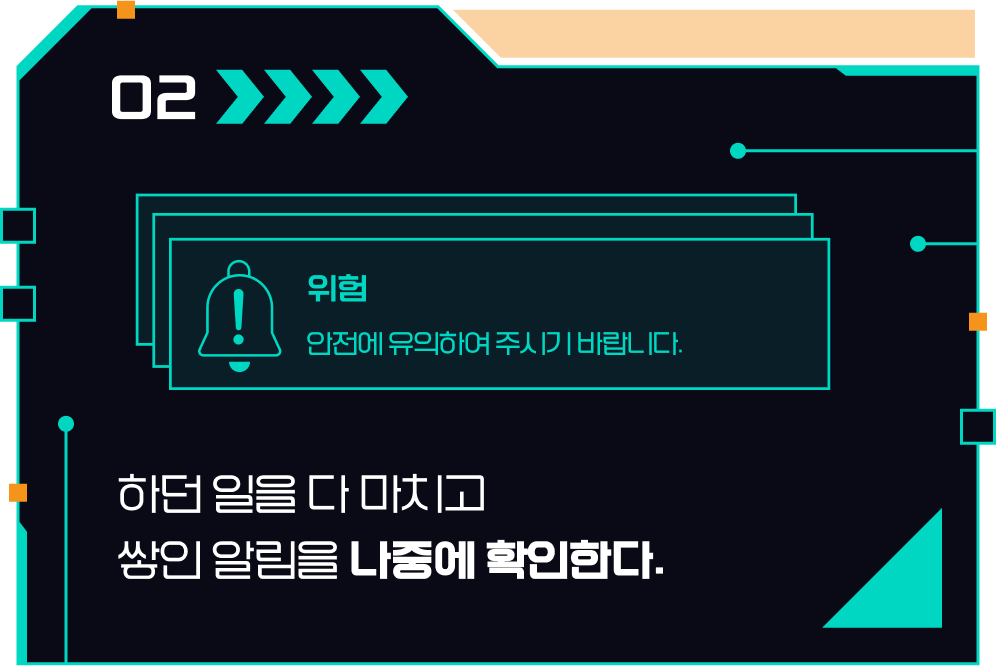 02
위험
안전에 유의하여 주시기 바랍니다.
하던 일을 다 마치고
쌓인 알림을 나중에 확인한다.